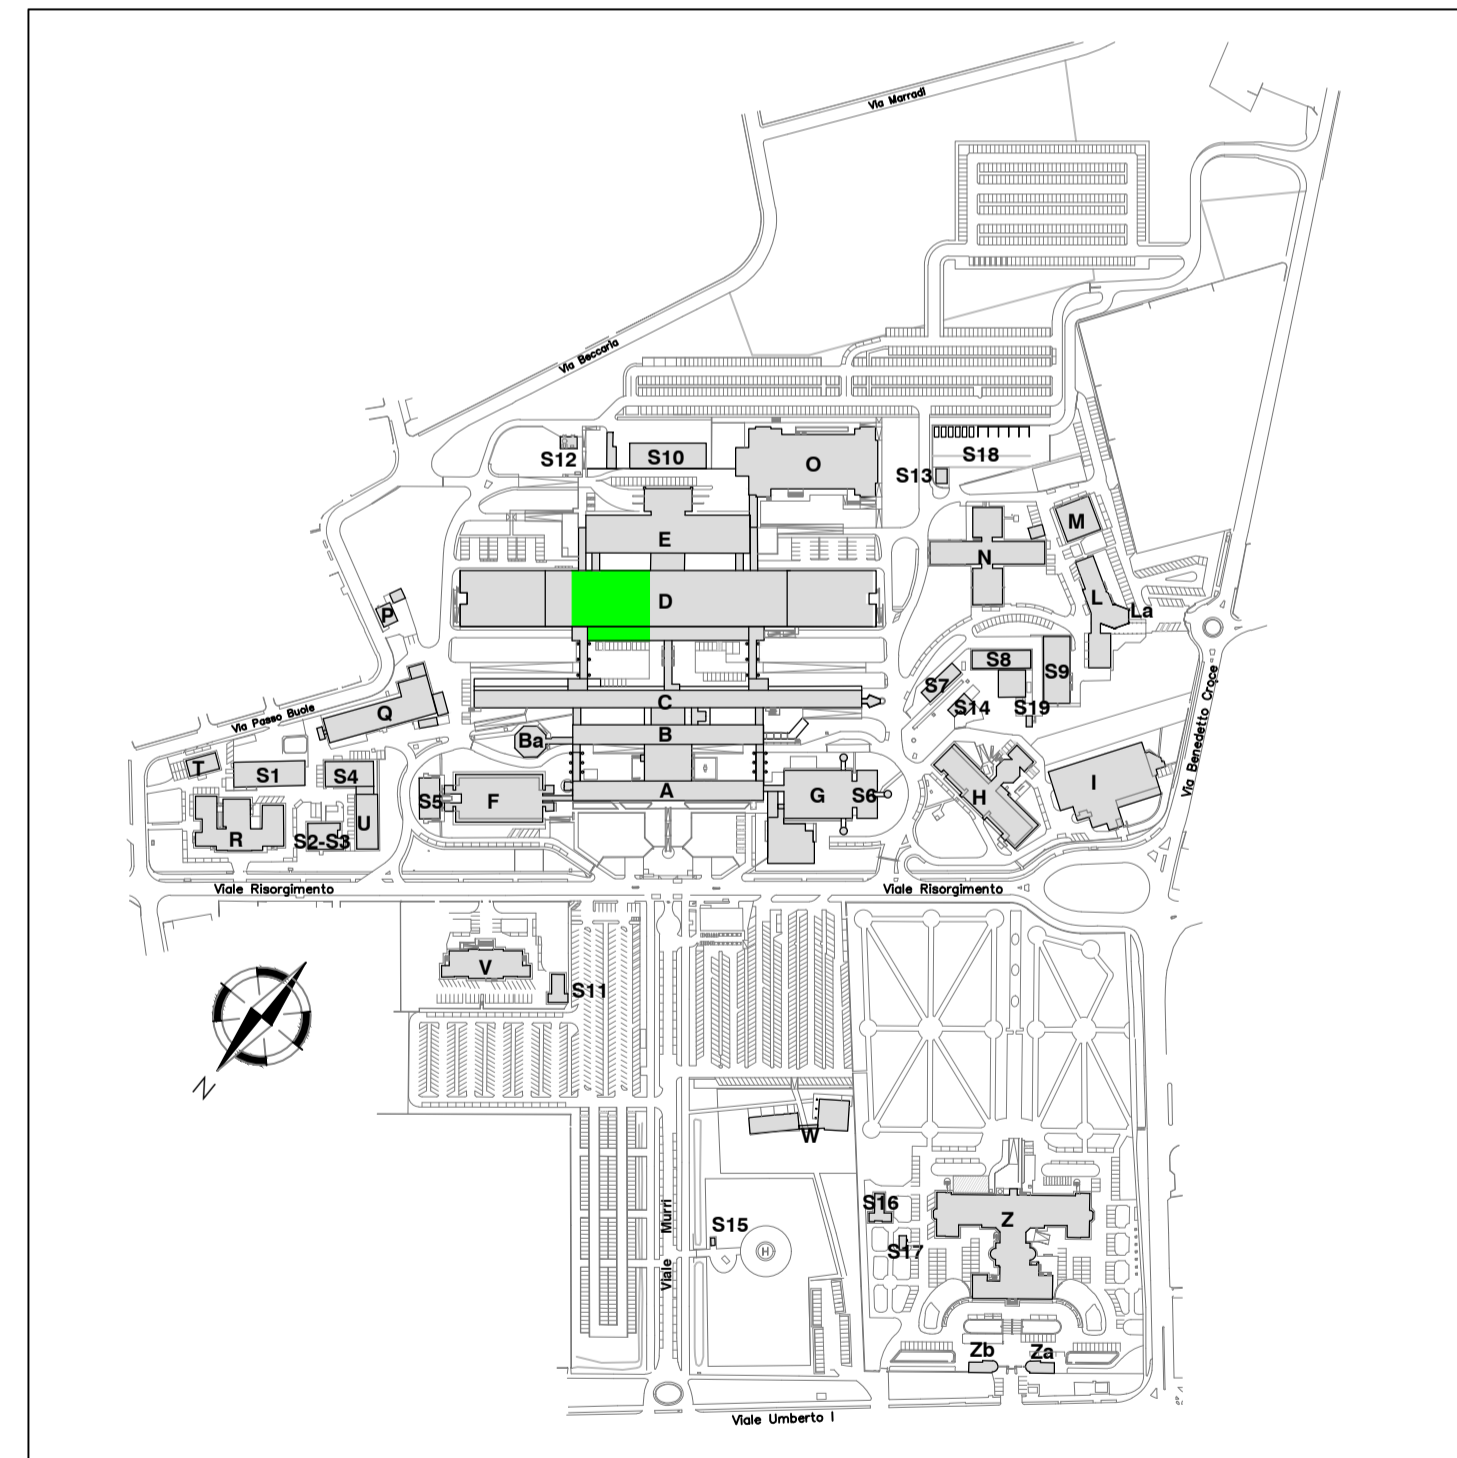 Via Marradi
Via Beccaria
S12
S10
O
S13
S18
M
E
N
D
L
La
P
S8
S9
S7
C
S14
S19
Q
Via Passo Buole
Ba
B
Via Benedetto Croce
T
S1
S4
A
S5
F
G
S6
H
I
R
S2-S3
U
Viale Risorgimento
Viale Risorgimento
V
S11
N
W
S16
S15
H
Viale Murri
S17
Z
Zb
Za
Viale Umberto I